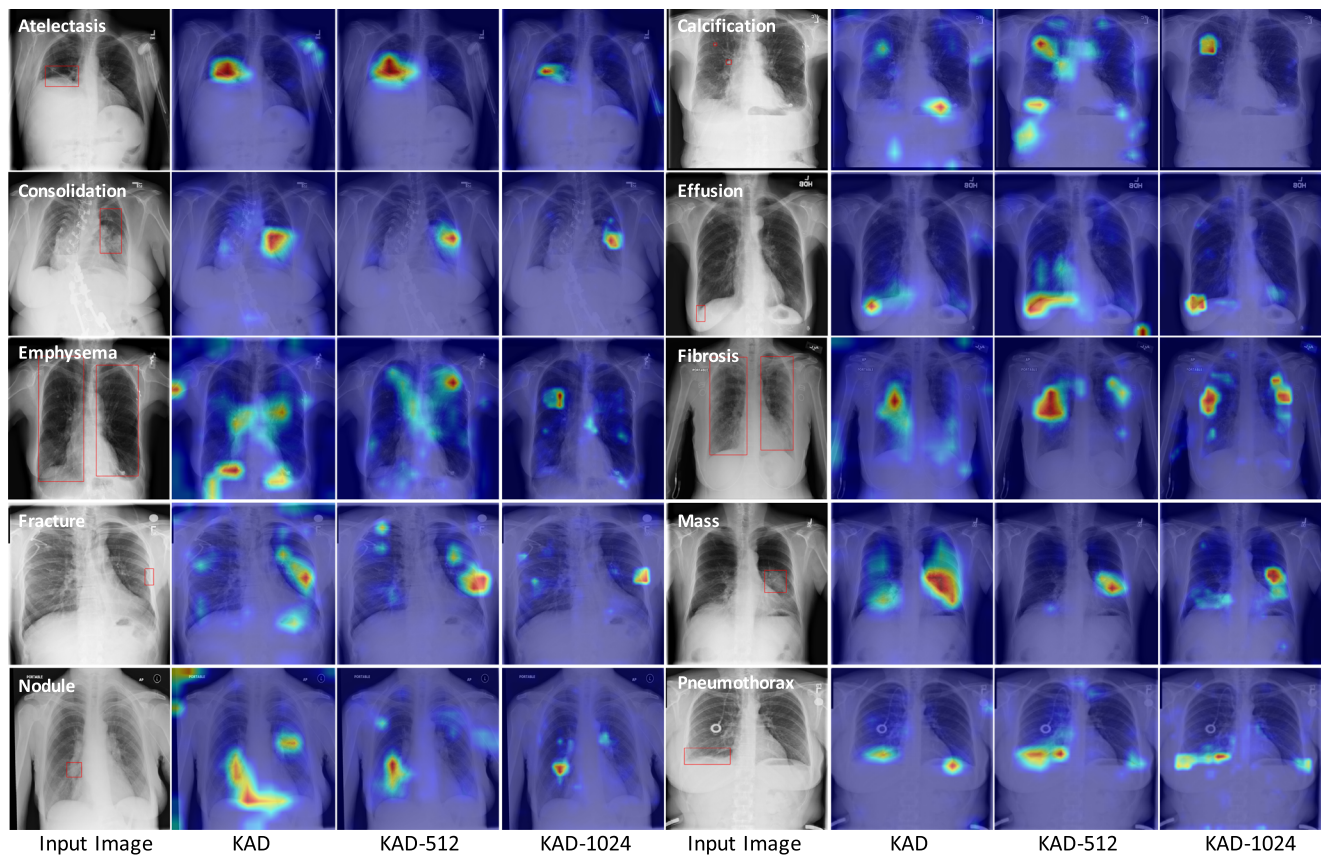 Atelectasis
Calcification
Consolidation
Effusion
Emphysema
Fibrosis
Fracture
Mass
Nodule
Pneumothorax
Input Image KAD KAD-512 KAD-1024 Input Image KAD KAD-512 KAD-1024